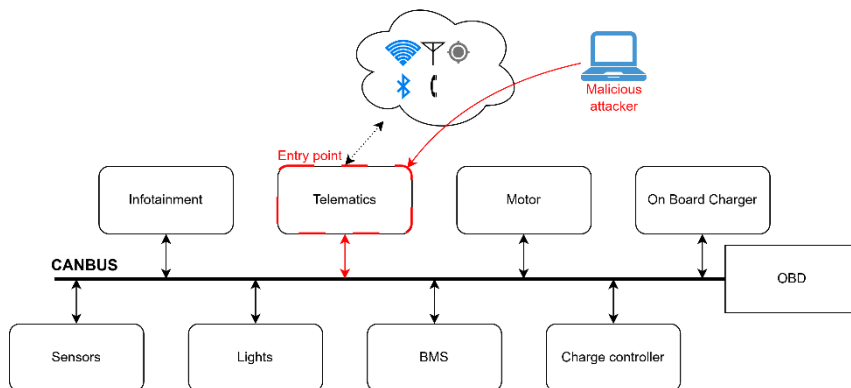 Malicious
attacker
Entry point
Infotainment
Telematics
Motor
On Board Charger
CANBUS
OBD
Sensors
Lights
BMS
Charge controller